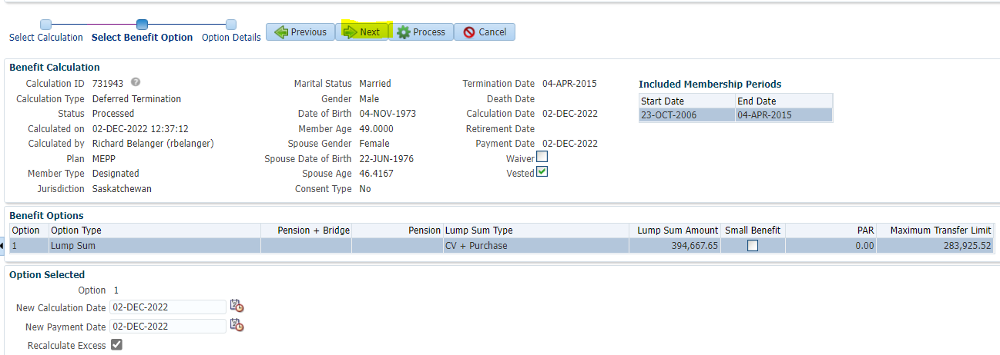 Select Calculation Select Benefit Option Option Details Previous Next Process Cancel
Benefit Calculation
Calculation ID 731943 ? Marital Status Married Termination Date 04-APR-2015 Included Membership Periods
Calculation Type Deferred Termination Gender Male Death Date Start Date End Date
Status Processed Date of Birth 04-NOV-1973 Calculation Date 02-DEC-2022 23-OCT-2006 04-APR-2015
Calculated on 02-DEC-2022 12:37:12 Member Age 49.0000 Retirement Date
Calculated by Richard Belanger (rbelanger) Spouse Gender Female Payment Date 02-DEC-2022
Plan MEPP Spouse Date of Birth 22-JUN-1976 Waiver
Member Type Designated Spouse Age 46.4167 Vested
Jurisdiction Saskatchewan Consent Type No
Benefit Options
Option Option Type Pension + Bridge Pension Lump Sum Type Lump Sum Amount Small Benefit PAR Maximum Transfer Limit
1 Lump Sum CV + Purchase 394,667.65 0.00 283,925.52
Option Selected
Option 1
New Calculation Date 02-DEC-2022
New Payment Date 02-DEC-2022
Recalculate Excess